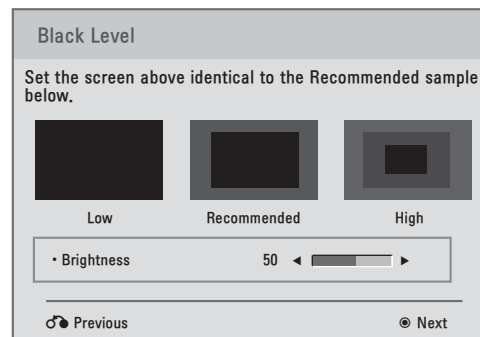 Black Level
Set the screen above identical to the Recommended sample
below.
Low Recommended High
• Brightness 50 ◄ ►
Previous Next